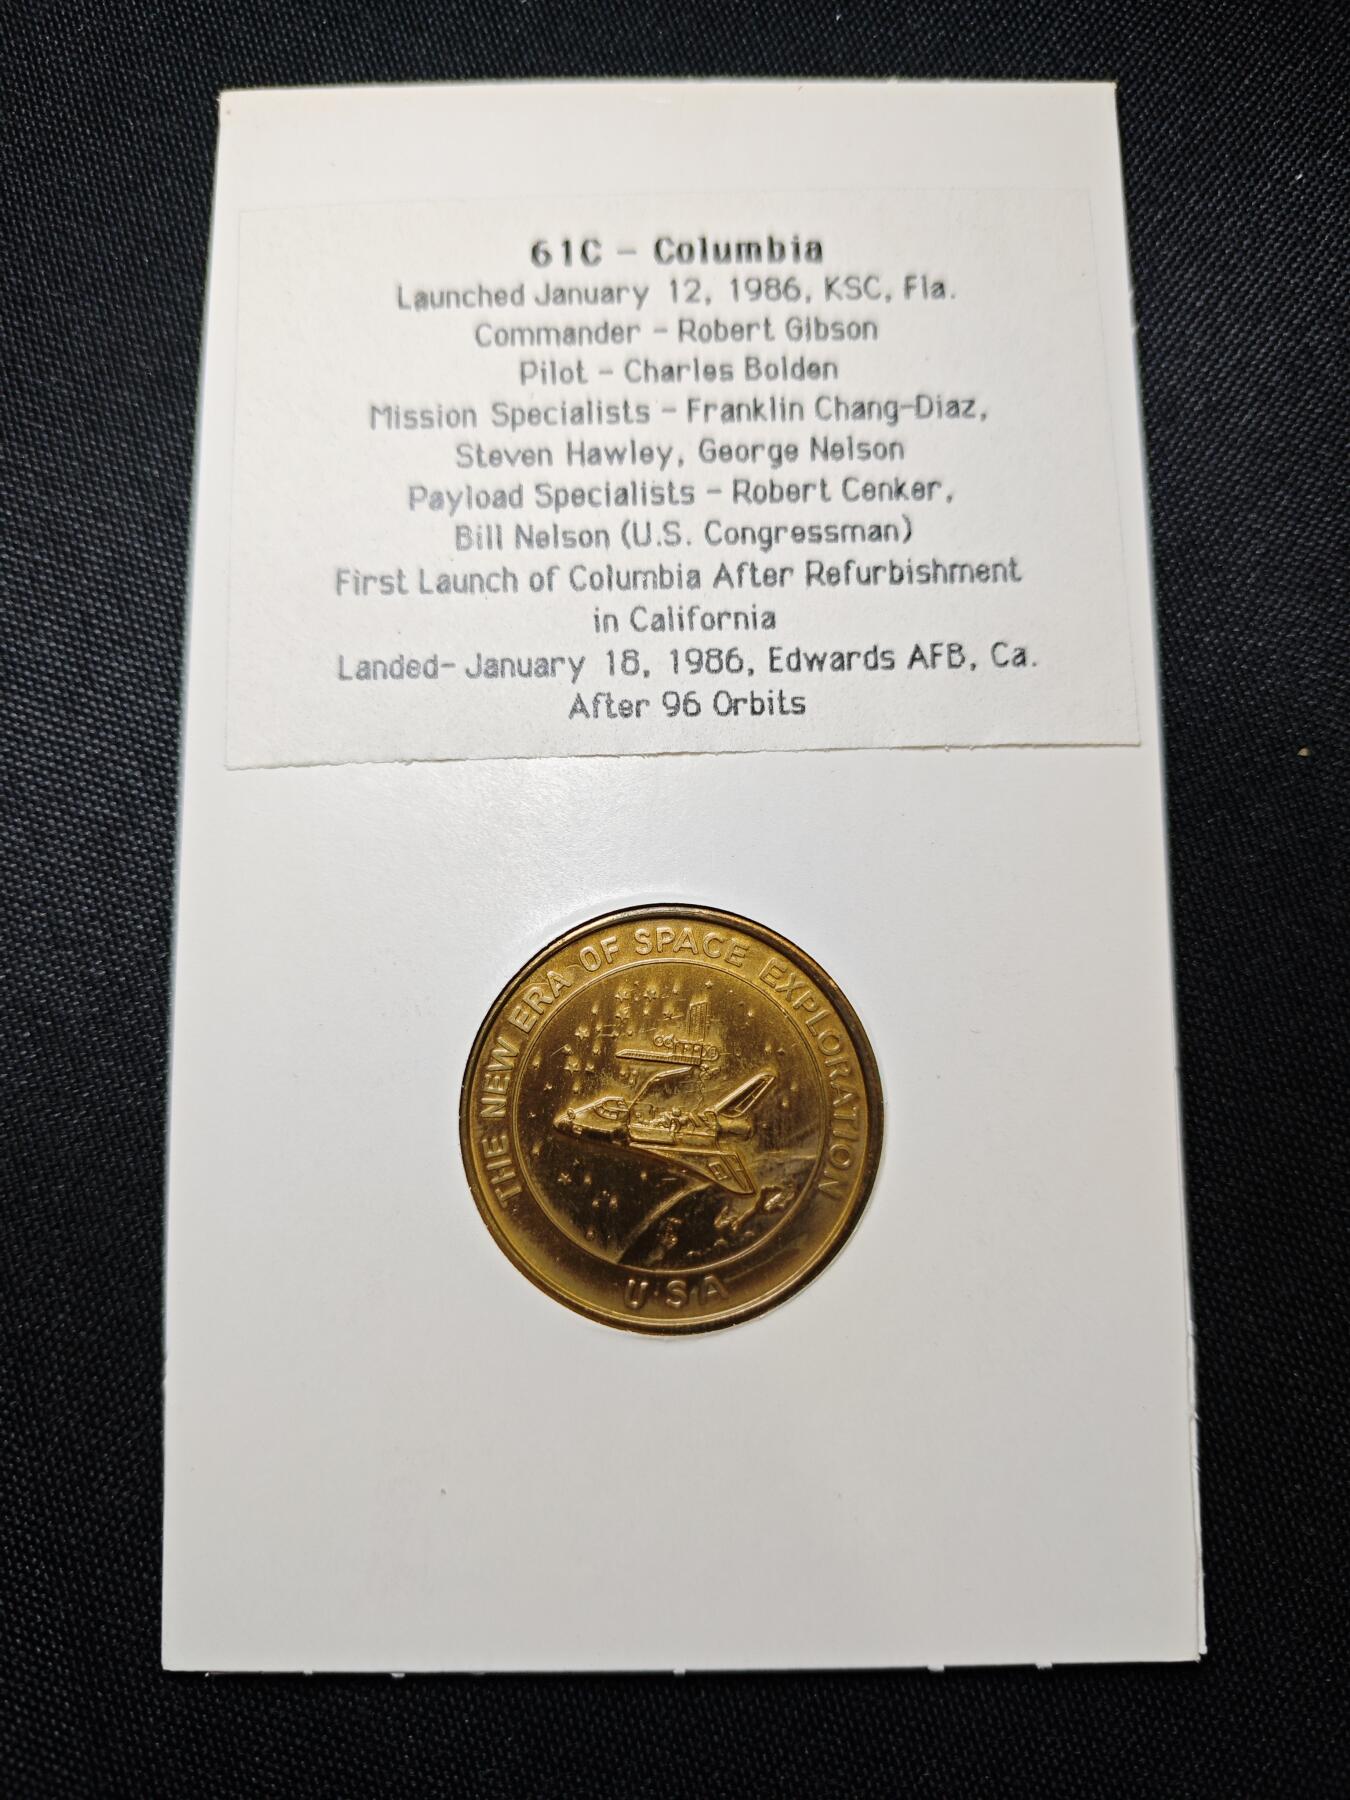 61C - Columbia
Launched January 12, 1986, KSC, Fla.
Commander - Robert Gibson
Pilot - Charles Bolden
Mission Specialists - Franklin Chang-Diaz,
Steven Hawley, George Nelson
Payload Specialists - Robert Cenker,
Bill Nelson (U.S. Congressman)
First Launch of Columbia After Refurbishment
in California
Landed- January 18, 1986, Edwards AFB, Ca.
After 96 Orbits
THE NEW ERA OF SPACE EXPLORATION
U·S·A